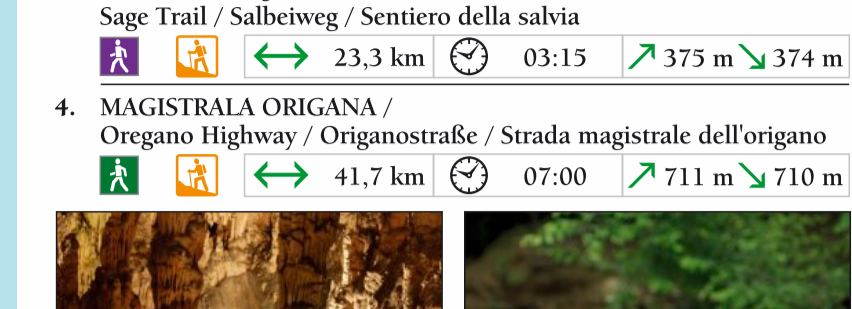 Sage Trail / Salbeiweg / Sentiero della salvia
23,3 km 03:15 375 m 374 m
4. MAGISTRALA ORIGANA /
Oregano Highway / Origanostraße / Strada magistrale dell'origano
41,7 km 07:00 711 m 710 m